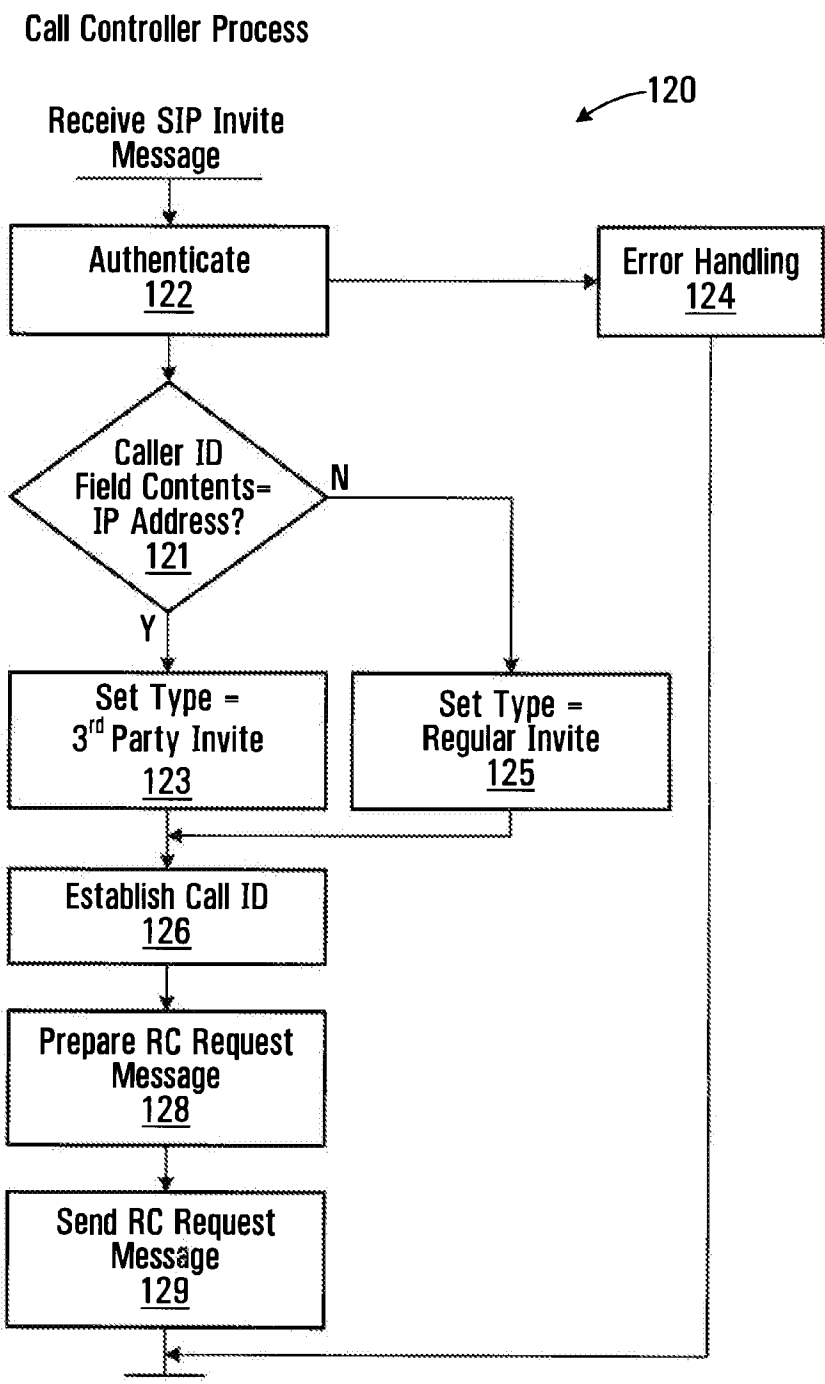 Call Controller Process
120
Receive SIP Invite
Message
Authenticate
122
Error Handling
124
Caller ID
Field Contents=
IP Address?
121
N
Y
Set Type =
3rd Party Invite
123
Set Type =
Regular Invite
125
Establish Call ID
126
Prepare RC Request
Message
128
Send RC Request
Message
129